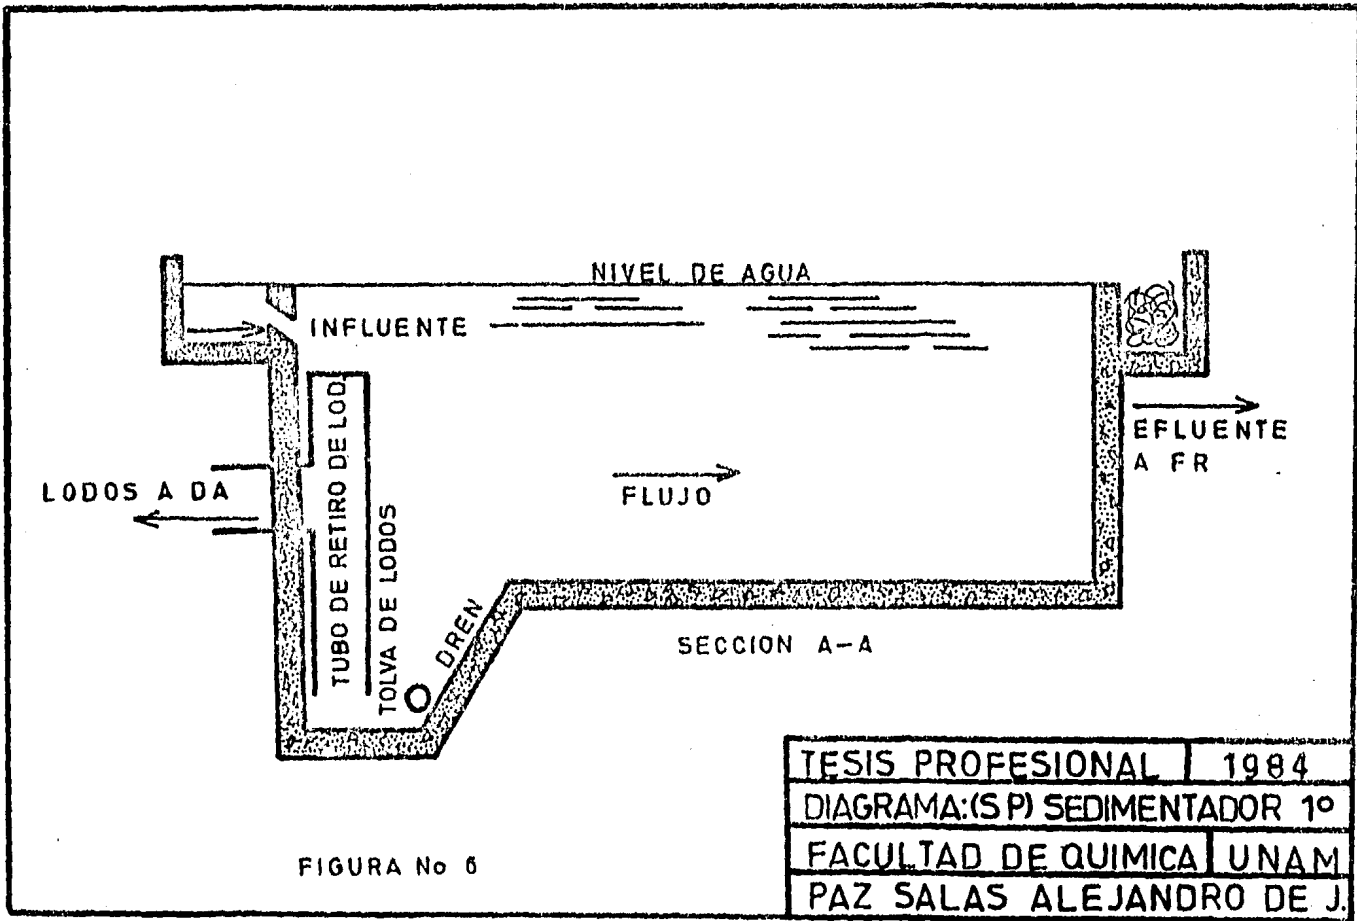 NIVEL DE AGUA
INFLUENTE
EFLUENTE
A FR
LODOS A DA
FLUJO
TUBO DE RETIRO DE LOD.
TOLVA DE LODOS
DREN
SECCION A-A
TESIS PROFESIONAL 1984
DIAGRAMA:(SP) SEDIMENTADOR 1º
FACULTAD DE QUIMICA UNAM
PAZ SALAS ALEJANDRO DE J.
FIGURA No 6